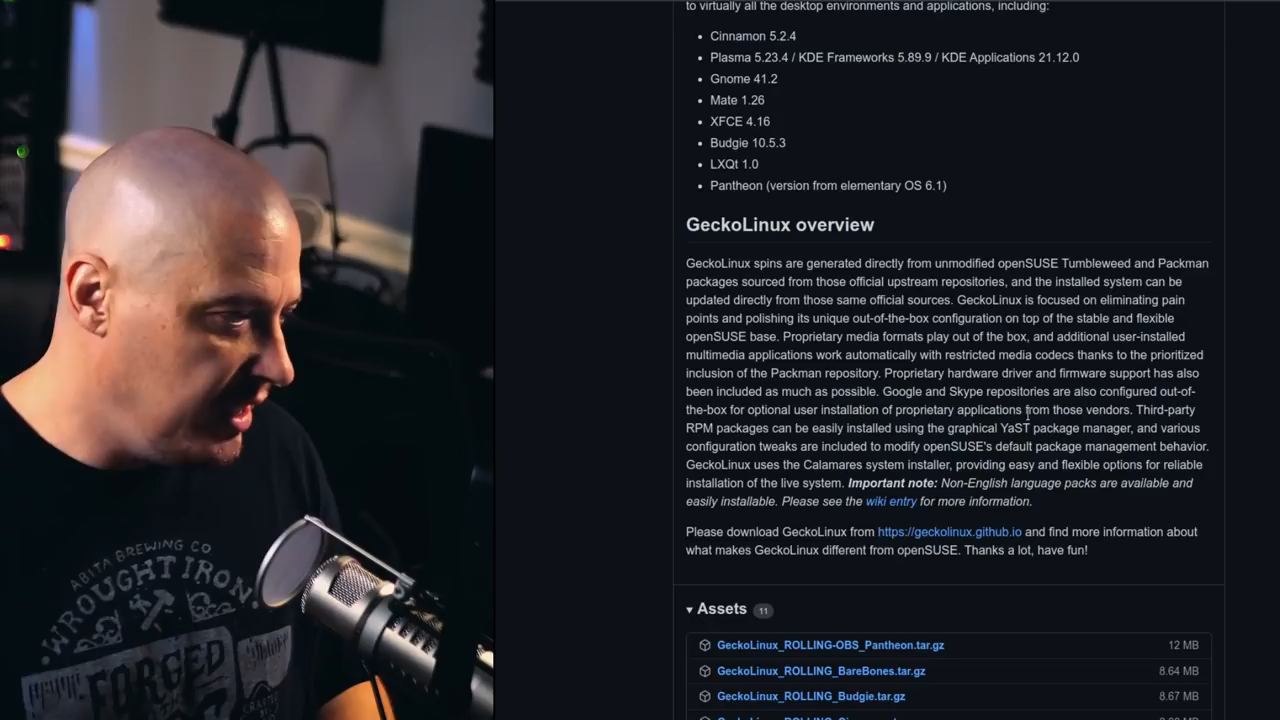 to virtually all the desktop environments and applications, including:
Cinnamon 5.2.4
Plasma 5.23.4 / KDE Frameworks 5.89.9 / KDE Applications 21.12.0
Gnome 41.2
Mate 1.26
XFCE 4.16
Budgie 10.5.3
LXQt 1.0
Pantheon (version from elementary OS 6.1)
GeckoLinux overview
GeckoLinux spins are generated directly from unmodified openSUSE Tumbleweed and Packman
packages sourced from those official upstream repositories, and the installed system can be
updated directly from those same official sources. GeckoLinux is focused on eliminating pain
points and polishing its unique out-of-the-box configuration on top of the stable and flexible
openSUSE base. Proprietary media formats play out of the box, and additional user-installed
multimedia applications work automatically with restricted media codecs thanks to the prioritized
inclusion of the Packman repository. Proprietary hardware driver and firmware support has also
been included as much as possible. Google and Skype repositories are also configured out-of-
the-box for optional user installation of proprietary applications from those vendors. Third-party
RPM packages can be easily installed using the graphical YaST package manager, and various
configuration tweaks are included to modify openSUSE's default package management behavior.
GeckoLinux uses the Calamares system installer, providing easy and flexible options for reliable
installation of the live system. Important note: Non-English language packs are available and
easily installable. Please see the wiki entry for more information.
Please download GeckoLinux from https://geckolinux.github.io and find more information about
what makes GeckoLinux different from openSUSE. Thanks a lot, have fun!
Assets 11
GeckoLinux_ROLLING-OBS_Pantheon.tar.gz 12 MB
GeckoLinux_ROLLING_BareBones.tar.gz 8.64 MB
GeckoLinux_ROLLING_Budgie.tar.gz 8.67 MB
ABITA BREWING CO
WROUGHT IRON
FORGED